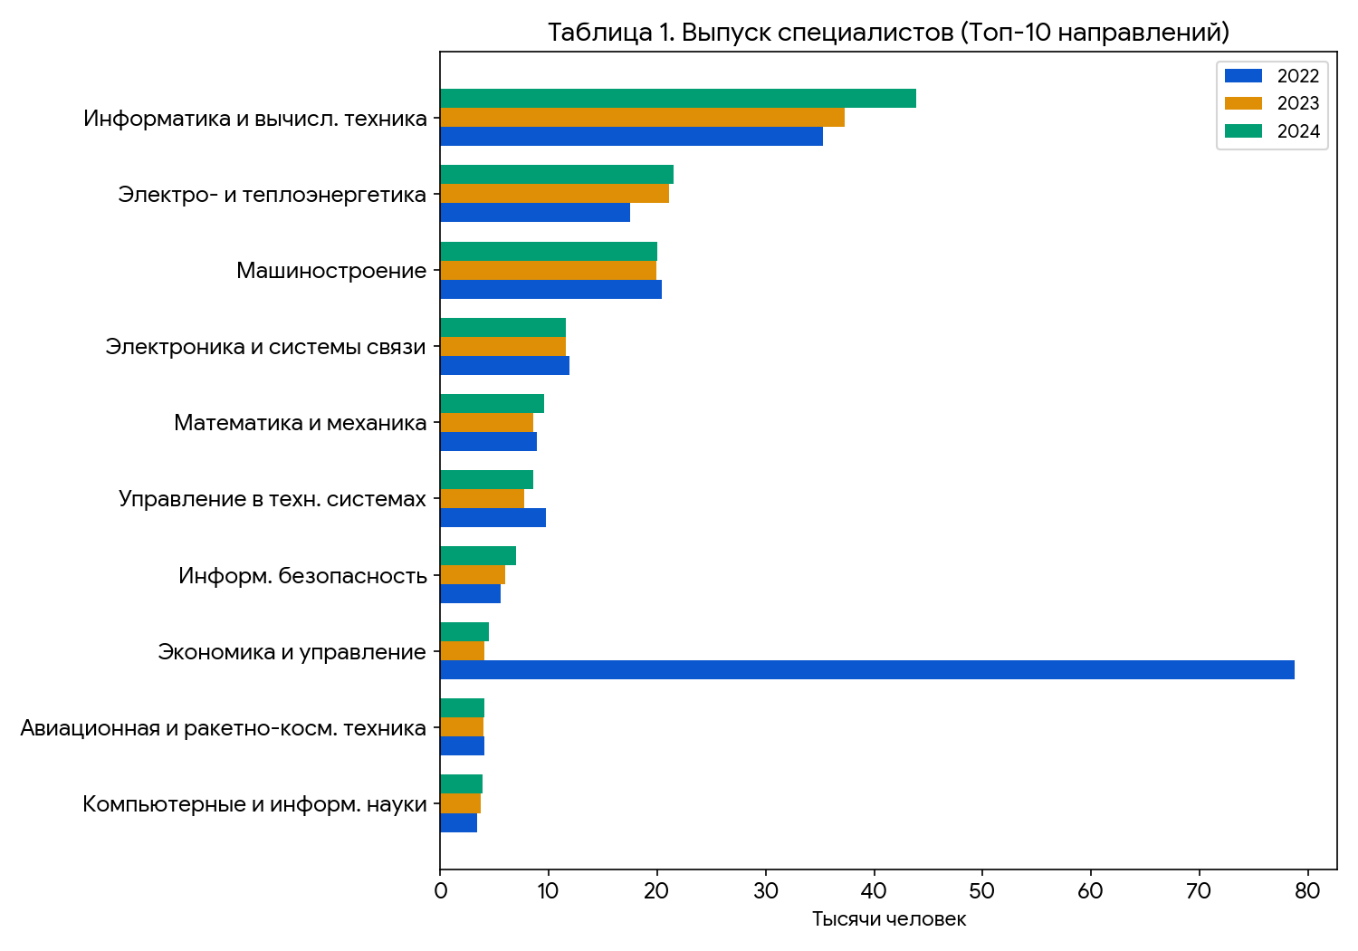 Таблица 1. Выпуск специалистов (Топ-10 направлений)
2022
2023
2024
Информатика и вычисл. техника
Электро- и теплоэнергетика
Машиностроение
Электроника и системы связи
Математика и механика
Управление в техн. системах
Информ. безопасность
Экономика и управление
Авиационная и ракетно-косм. техника
Компьютерные и информ. науки
0 10 20 30 40 50 60 70 80
Тысячи человек